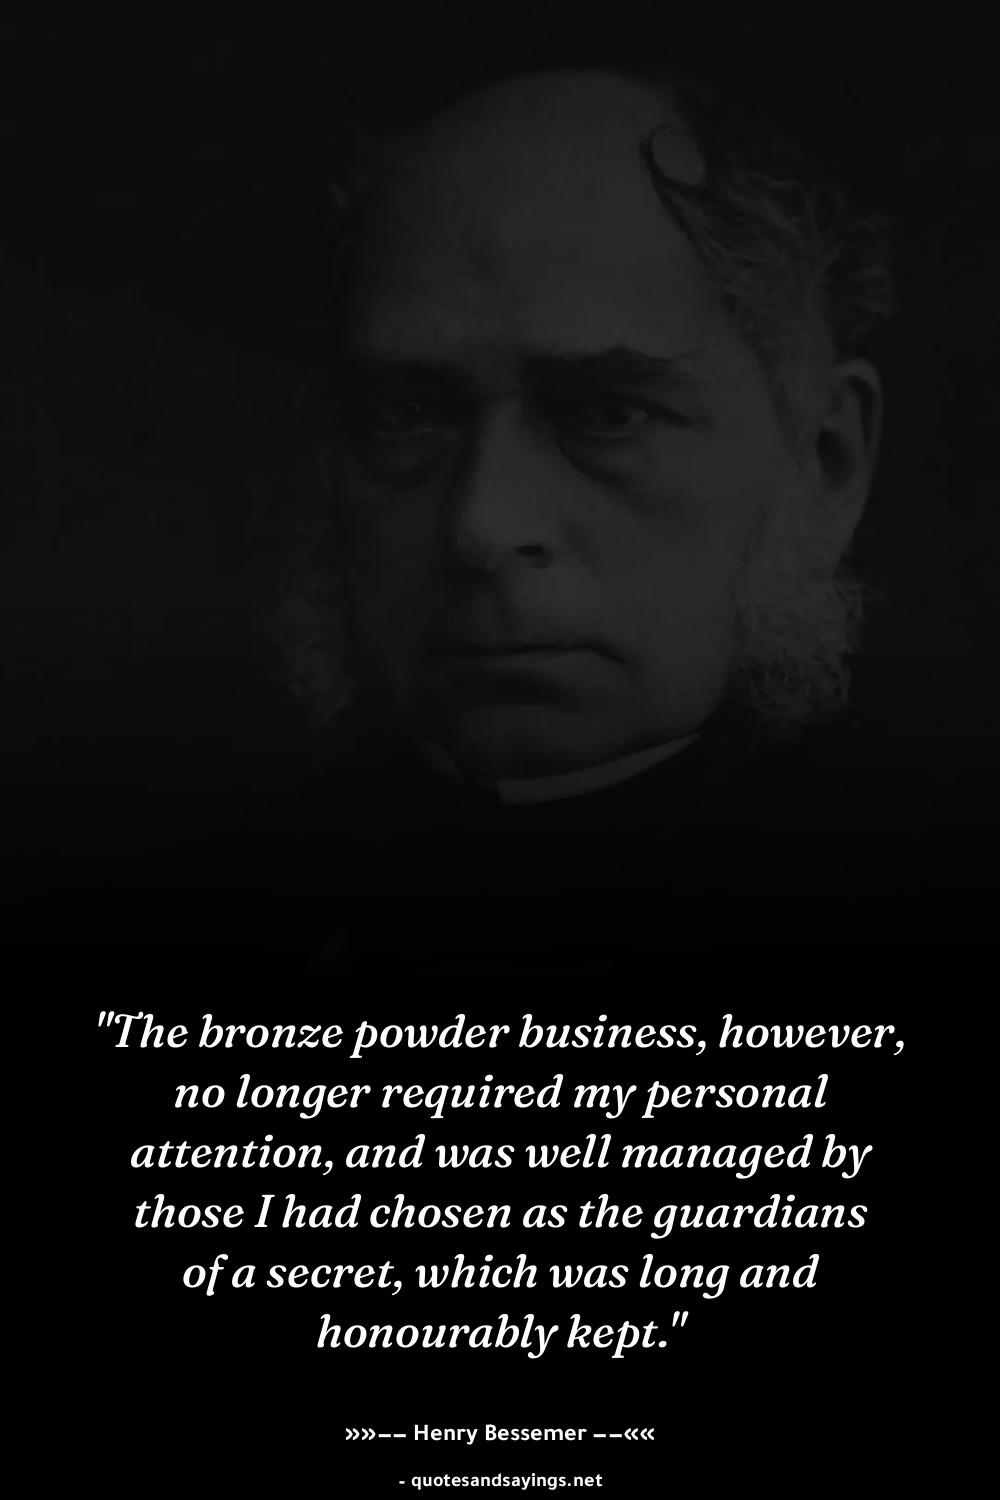 "The bronze powder business, however,
no longer required my personal
attention, and was well managed by
those I had chosen as the guardians
of a secret, which was long and
honourably kept."
»»–– Henry Bessemer ––««
- quotesandsayings.net